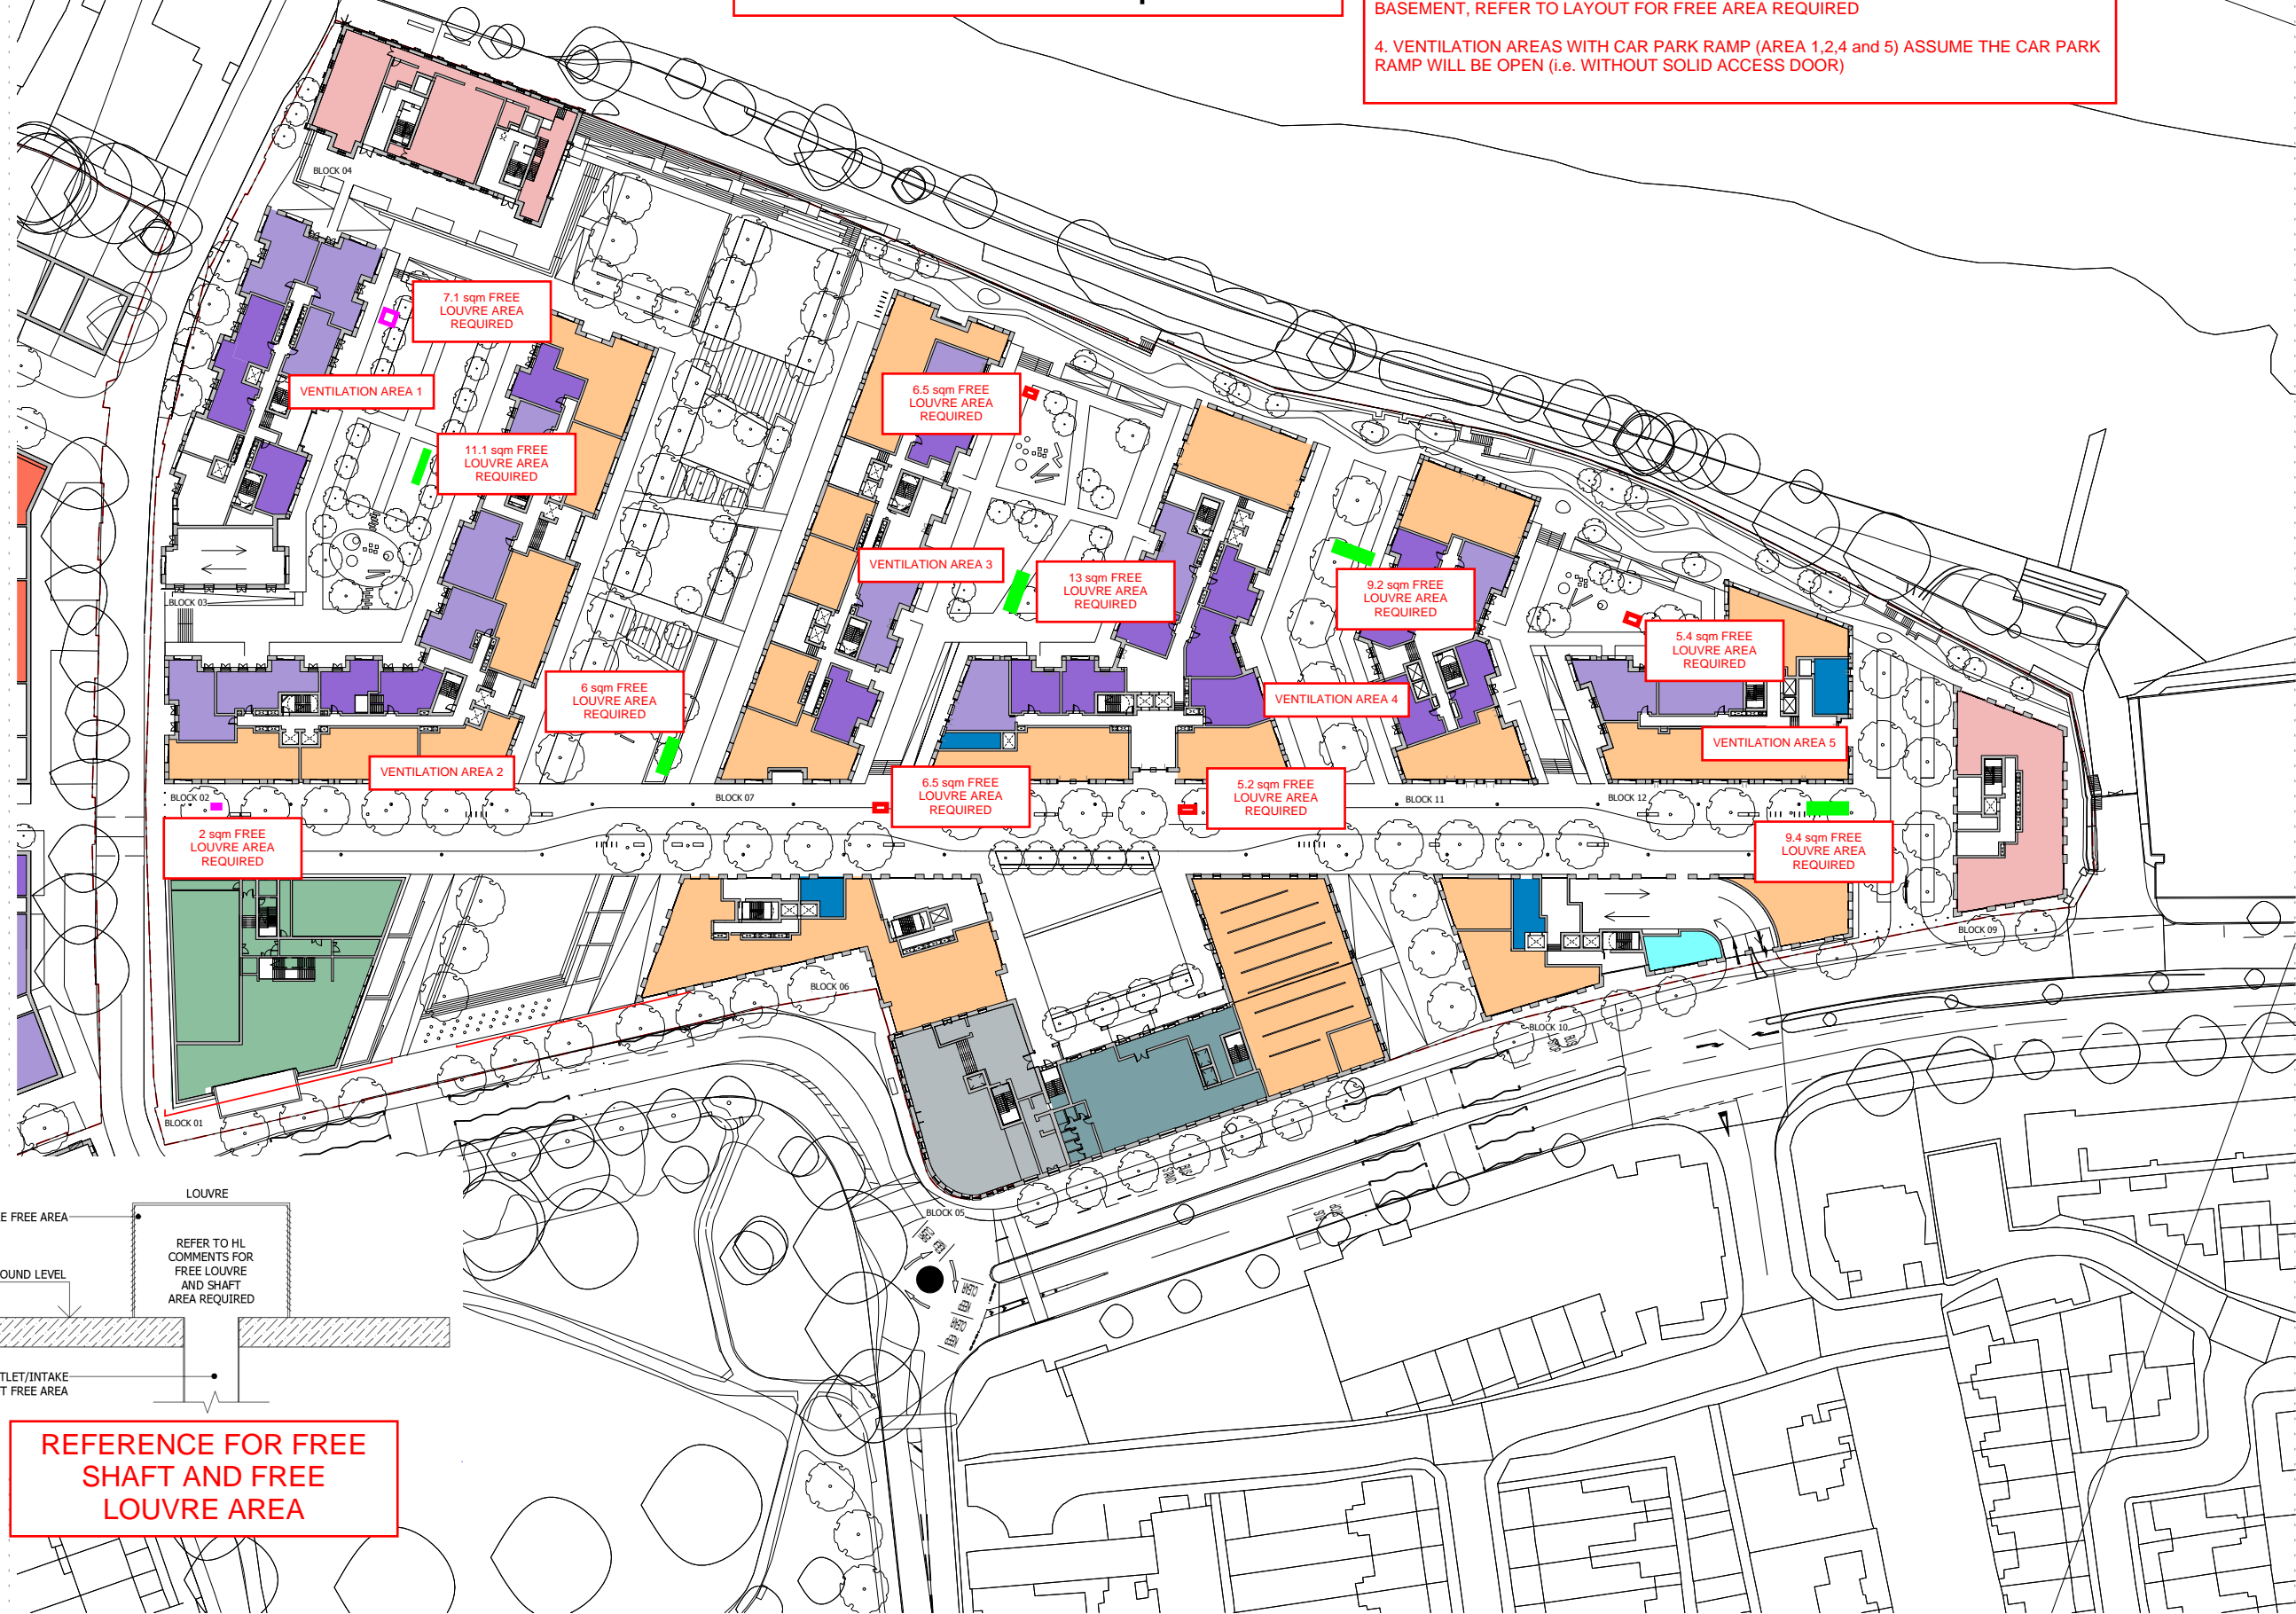 BASEMENT, REFER TO LAYOUT FOR FREE AREA REQUIRED
4. VENTILATION AREAS WITH CAR PARK RAMP (AREA 1,2,4 and 5) ASSUME THE CAR PARK
RAMP WILL BE OPEN (i.e. WITHOUT SOLID ACCESS DOOR)
BLOCK 04
7.1 sqm FREE
LOUVRE AREA
REQUIRED
VENTILATION AREA 1
6.5 sqm FREE
LOUVRE AREA
REQUIRED
11.1 sqm FREE
LOUVRE AREA
REQUIRED
VENTILATION AREA 3
13 sqm FREE
LOUVRE AREA
REQUIRED
9.2 sqm FREE
LOUVRE AREA
REQUIRED
BLOCK 03
5.4 sqm FREE
LOUVRE AREA
REQUIRED
6 sqm FREE
LOUVRE AREA
REQUIRED
VENTILATION AREA 4
VENTILATION AREA 5
VENTILATION AREA 2
BLOCK 02
BLOCK 07
6.5 sqm FREE
LOUVRE AREA
REQUIRED
5.2 sqm FREE
LOUVRE AREA
REQUIRED
BLOCK 11
BLOCK 12
2 sqm FREE
LOUVRE AREA
REQUIRED
9.4 sqm FREE
LOUVRE AREA
REQUIRED
BLOCK 09
BLOCK 06
BLOCK 10
BLOCK 01
BUS
STAND
BLOCK 05
LOUVRE
E FREE AREA
REFER TO HL
COMMENTS FOR
FREE LOUVRE
AND SHAFT
AREA REQUIRED
OUND LEVEL
TLET/INTAKE
T FREE AREA
KEEP
CLEAR
KEEP
CLEAR
KEEP
CLEAR
REFERENCE FOR FREE
SHAFT AND FREE
LOUVRE AREA